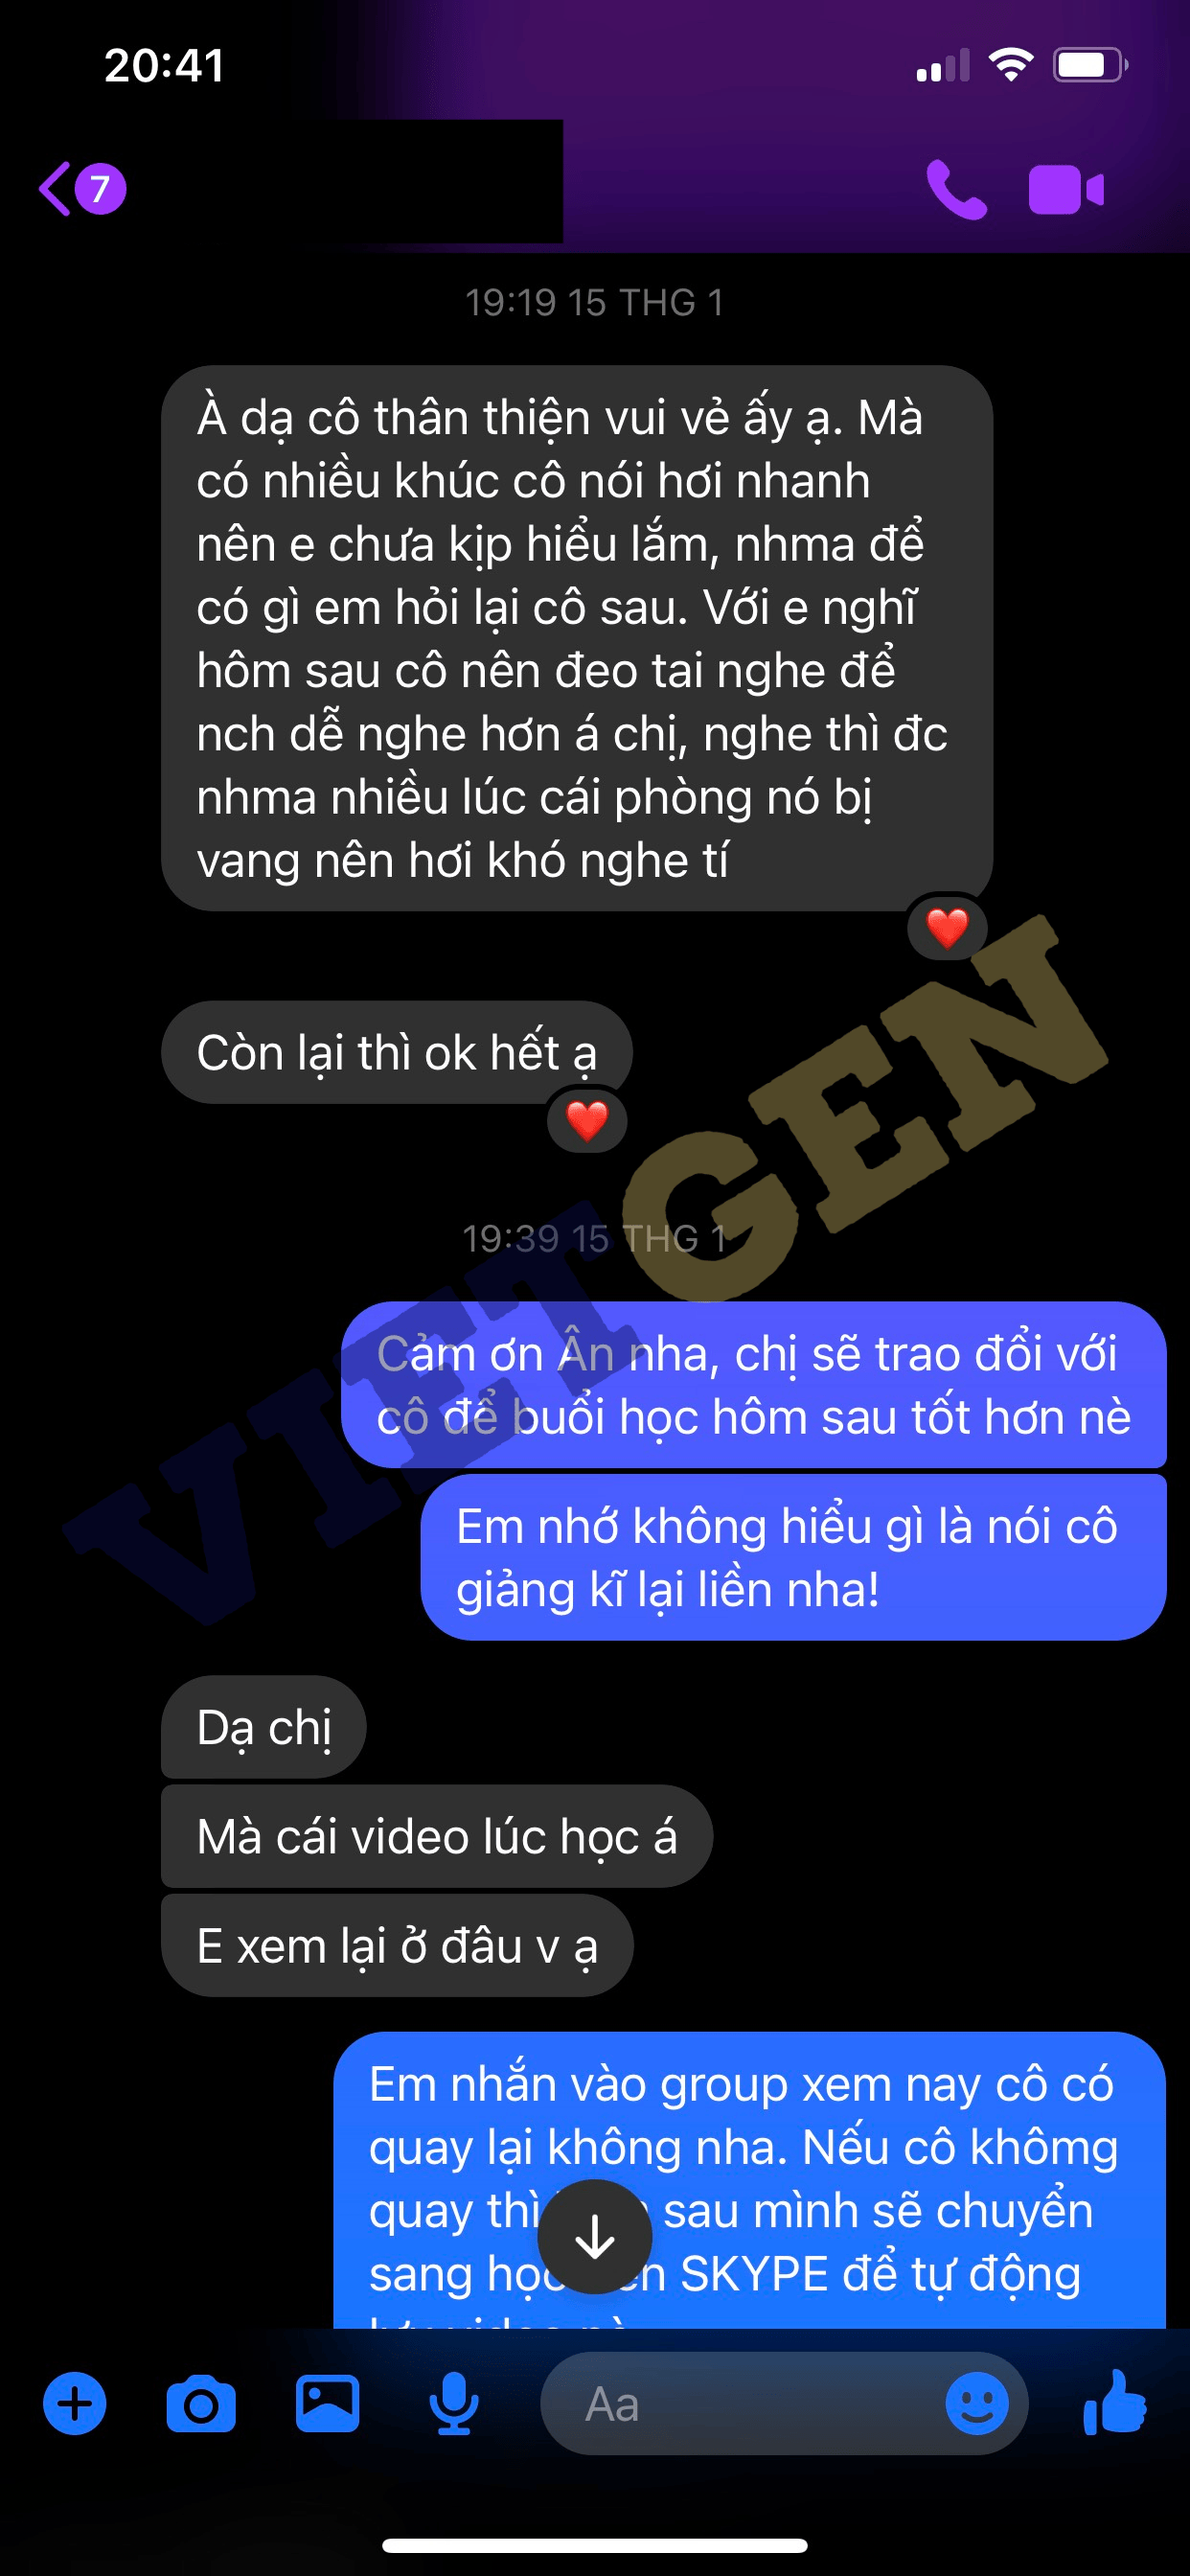 20:41
7
19:19 15 THG 1
À dạ cô thân thiện vui vẻ ấy ạ. Mà
có nhiều khúc cô nói hơi nhanh
nên e chưa kịp hiểu lắm, nhma để
có gì em hỏi lại cô sau. Với e nghĩ
hôm sau cô nên đeo tai nghe để
nch dễ nghe hơn á chị, nghe thì đc
nhma nhiều lúc cái phòng nó bị
vang nên hơi khó nghe tí
Còn lại thì ok hết ạ
VIETGEN
19:39 15 THG 1
Cảm ơn Ân nha, chị sẽ trao đổi với
cô để buổi học hôm sau tốt hơn nè
Em nhớ không hiểu gì là nói cô
giảng kĩ lại liền nha!
Dạ chị
Mà cái video lúc học á
E xem lại ở đâu v ạ
Em nhắn vào group xem nay cô có
quay lại không nha. Nếu cô khômg
quay thì sau mình sẽ chuyển
sang SKYPE để tự động
Aa